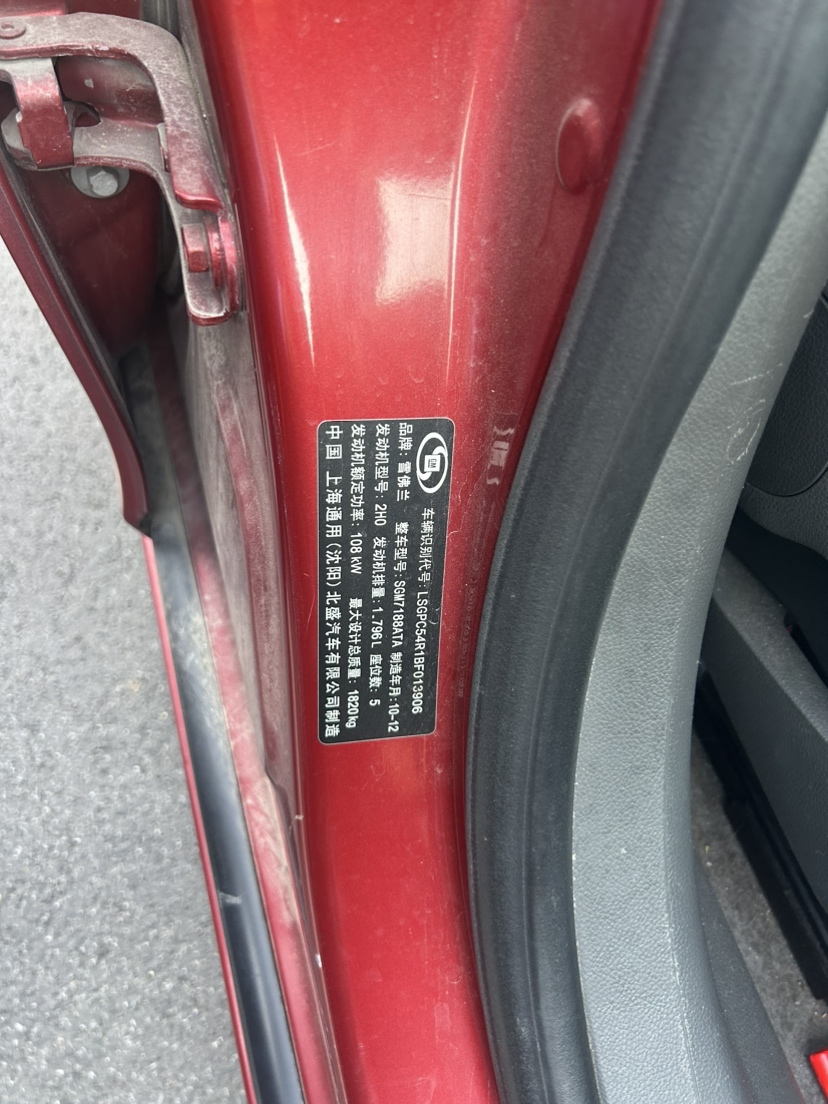 车辆识别代号: LSGPC54R1BF013906
品牌: 雪佛兰 整车型号: SGM7188ATA 制造年月: 10-12
发动机型号: 2H0 发动机排量: 1.796L 座位数: 5
发动机额定功率: 108 kW 最大设计总质量: 1820kg
中国 上海通用(沈阳)北盛汽车有限公司制造